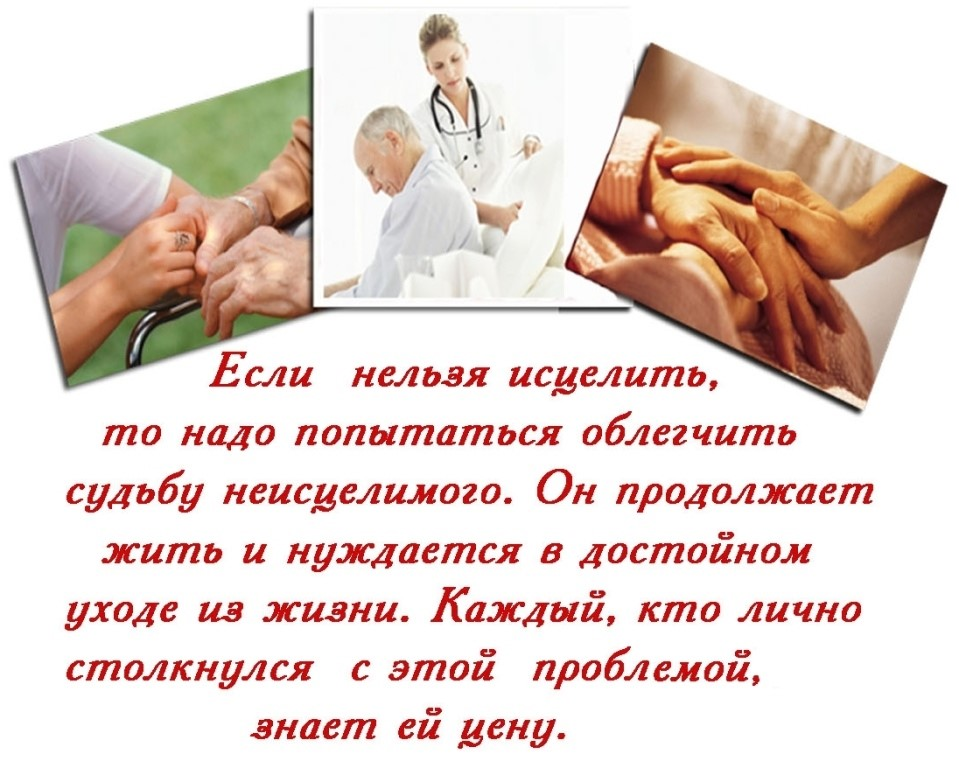 Если нельзя исцелить,
то надо попытаться облегчить
судьбу неисцелимого. Он продолжает
жить и нуждается в достойном
уходе из жизни. Каждый, кто лично
столкнулся с этой проблемой,
знает ей цену.